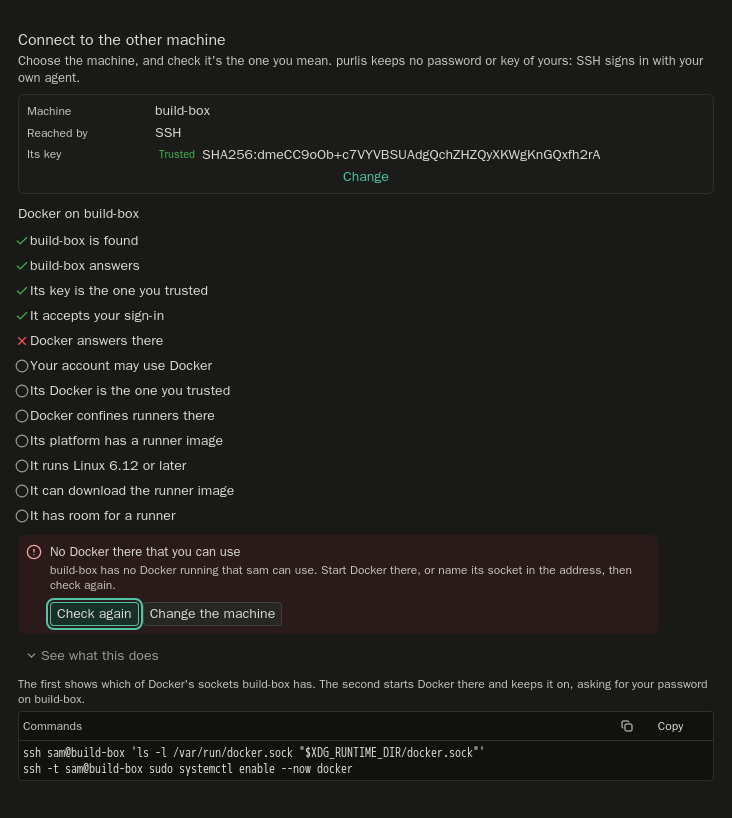 Connect to the other machine
Choose the machine, and check it's the one you mean. purlis keeps no password or key of yours: SSH signs in with your
own agent.
Machine build-box
Reached by SSH
Its key Trusted SHA256:dmeCC9oOb+c7VYVBSUAdgQchZHZQyXKWgKnGQxfh2rA
Change
Docker on build-box
build-box is found
build-box answers
Its key is the one you trusted
It accepts your sign-in
Docker answers there
Your account may use Docker
Its Docker is the one you trusted
Docker confines runners there
Its platform has a runner image
It runs Linux 6.12 or later
It can download the runner image
It has room for a runner
No Docker there that you can use
build-box has no Docker running that sam can use. Start Docker there, or name its socket in the address, then
check again.
Check again Change the machine
See what this does
The first shows which of Docker's sockets build-box has. The second starts Docker there and keeps it on, asking for your password
on build-box.
Commands Copy
ssh sam@build-box 'ls -l /var/run/docker.sock "$XDG_RUNTIME_DIR/docker.sock"'
ssh -t sam@build-box sudo systemctl enable --now docker